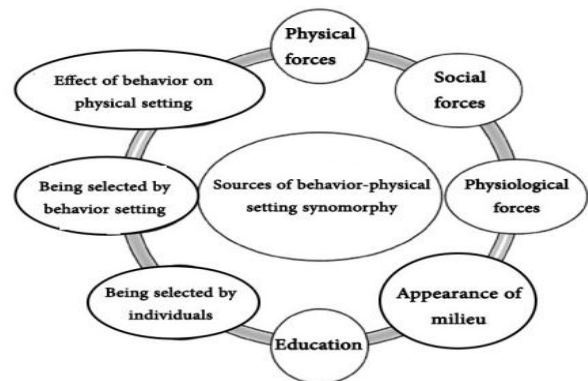 Physical
forces
Social
forces
Physiological
forces
Appearance of
milieu
Education
Being selected by
individuals
Being selected by
behavior setting
Effect of behavior on
physical setting
Sources of behavior-physical
setting synomorphy